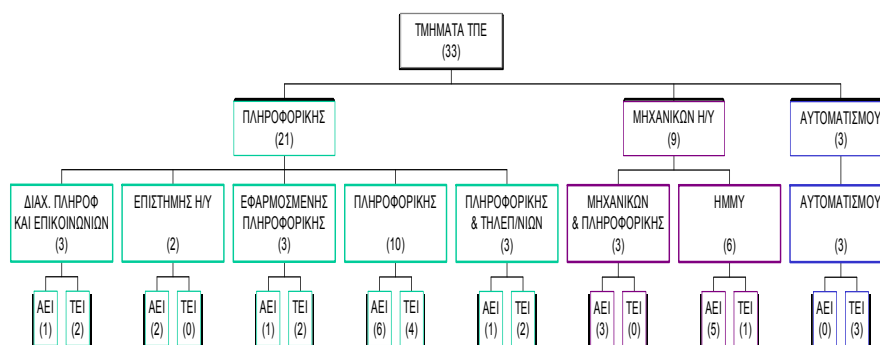 ΤΜΗΜΑΤΑ ΤΠΕ
(33)
ΠΛΗΡΟΦΟΡΙΚΗΣ
(21)
ΜΗΧΑΝΙΚΩΝ Η/Υ
(9)
ΑΥΤΟΜΑΤΙΣΜΟΥ
(3)
ΔΙΑΧ. ΠΛΗΡΟΦ
ΚΑΙ ΕΠΙΚΟΙΝΩΝΙΩΝ
(3)
ΕΠΙΣΤΗΜΗΣ Η/Υ
(2)
ΕΦΑΡΜΟΣΜΕΝΗΣ
ΠΛΗΡΟΦΟΡΙΚΗΣ
(3)
ΠΛΗΡΟΦΟΡΙΚΗΣ
(10)
ΠΛΗΡΟΦΟΡΙΚΗΣ
& ΤΗΛΕΠ/ΝΙΩΝ
(3)
ΜΗΧΑΝΙΚΩΝ
& ΠΛΗΡΟΦΟΡΙΚΗΣ
(3)
ΗΜΜΥ
(6)
ΑΥΤΟΜΑΤΙΣΜΟΥ
(3)
ΑΕΙ
(1)
ΤΕΙ
(2)
ΑΕΙ
(2)
ΤΕΙ
(0)
ΑΕΙ
(1)
ΤΕΙ
(2)
ΑΕΙ
(6)
ΤΕΙ
(4)
ΑΕΙ
(1)
ΤΕΙ
(2)
ΑΕΙ
(3)
ΤΕΙ
(0)
ΑΕΙ
(5)
ΤΕΙ
(1)
ΑΕΙ
(0)
ΤΕΙ
(3)